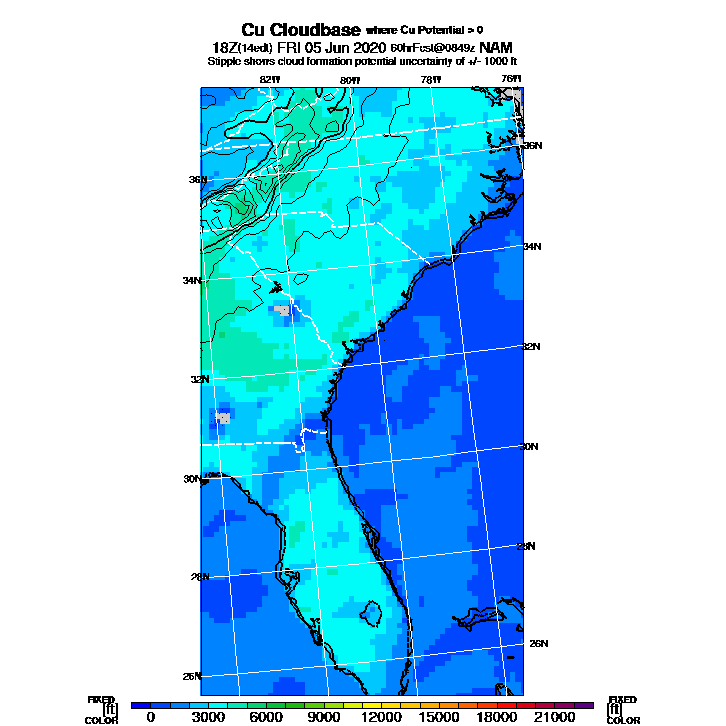 Cu Cloudbase where Cu Potential > 0
18Z(14edt) FRI 05 Jun 2020 60hrFcst@0849z NAM
Stipple shows cloud formation potential uncertainty of +/- 1000 ft
82W 80W 78W 76W
36N
36N
34N
34N
32N
32N
30N
30N
28N
28N
26N
26N
FIXED FIXED
[ft] [ft]
COLOR COLOR
0 3000 6000 9000 12000 15000 18000 21000